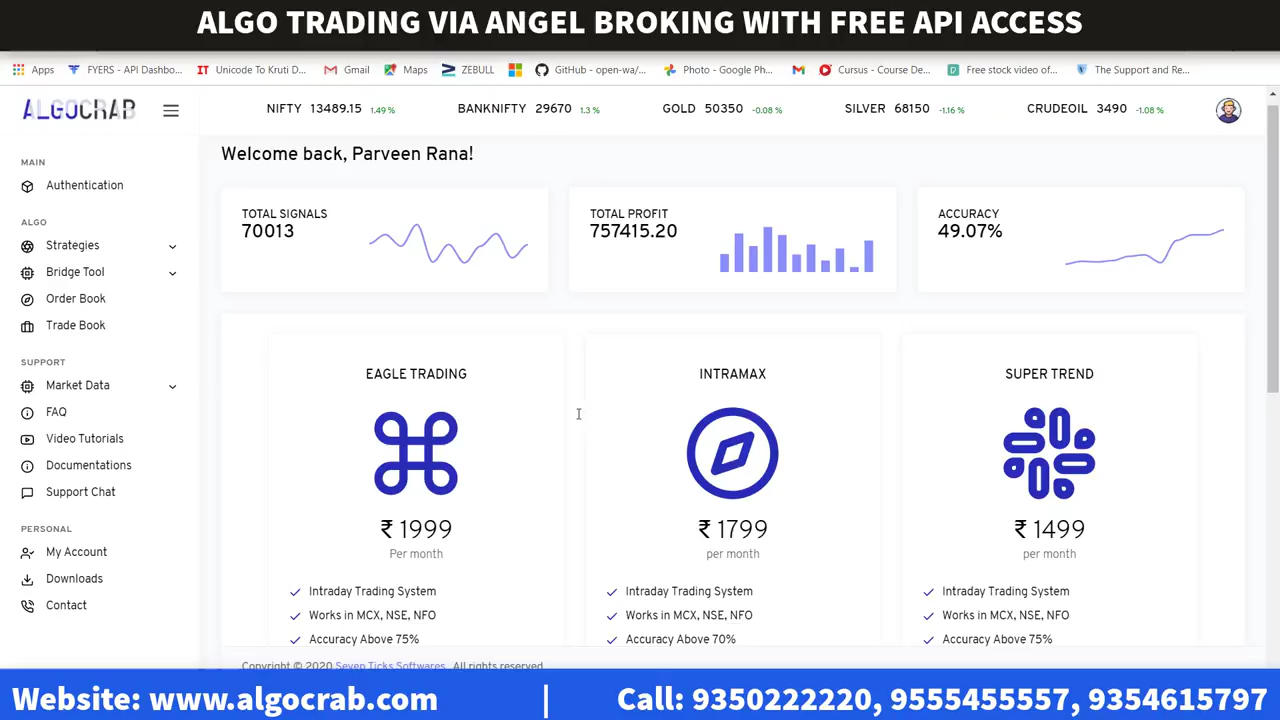 ALGO TRADING VIA ANGEL BROKING WITH FREE API ACCESS
Apps FYERS - API Dashbo... Unicode To Kruti D... Gmail Maps ZEBULL GitHub - open-wa/... Photo - Google Ph... Cursus - Course De... Free stock video of... The Support and Re...
ALGOCRAB NIFTY 13489.15 1.49 % BANKNIFTY 29670 1.3 % GOLD 50350 -0.08 % SILVER 68150 -1.16 % CRUDEOIL 3490 -1.08 %
Welcome back, Parveen Rana!
MAIN
Authentication
ALGO
Strategies
Bridge Tool
Order Book
Trade Book
SUPPORT
Market Data
FAQ
Video Tutorials
Documentations
Support Chat
PERSONAL
My Account
Downloads
Contact
TOTAL SIGNALS
70013
TOTAL PROFIT
757415.20
ACCURACY
49.07%
EAGLE TRADING
₹ 1999
Per month
Intraday Trading System
Works in MCX, NSE, NFO
Accuracy Above 75%
INTRAMAX
₹ 1799
per month
Intraday Trading System
Works in MCX, NSE, NFO
Accuracy Above 70%
SUPER TREND
₹ 1499
per month
Intraday Trading System
Works in MCX, NSE, NFO
Accuracy Above 75%
Copyright © 2020 Seven Ticks Softwares. All rights reserved
Website: www.algocrab.com | Call: 9350222220, 9555455557, 9354615797